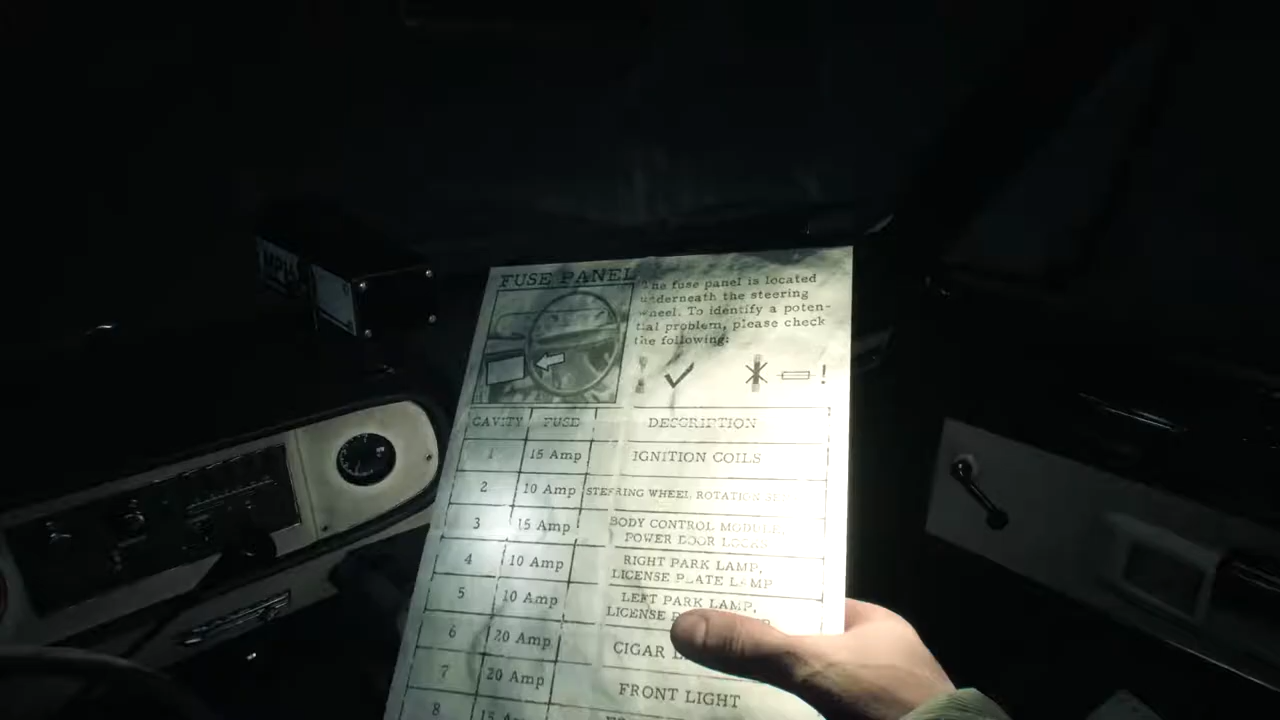 MPH
FUSE PANEL
The fuse panel is located
underneath the steering
wheel. To identify a poten-
tial problem, please check
the following:
!
CAVITY FUSE DESCRIPTION
1 15 Amp IGNITION COILS
2 10 Amp STEERING WHEEL ROTATION
3 15 Amp BODY CONTROL MODULE,
POWER DOOR LOCKS
4 10 Amp RIGHT PARK LAMP,
LICENSE PLATE LAMP
5 10 Amp LEFT PARK LAMP,
LICENSE
6 20 Amp CIGAR
7 20 Amp FRONT LIGHT
8 15